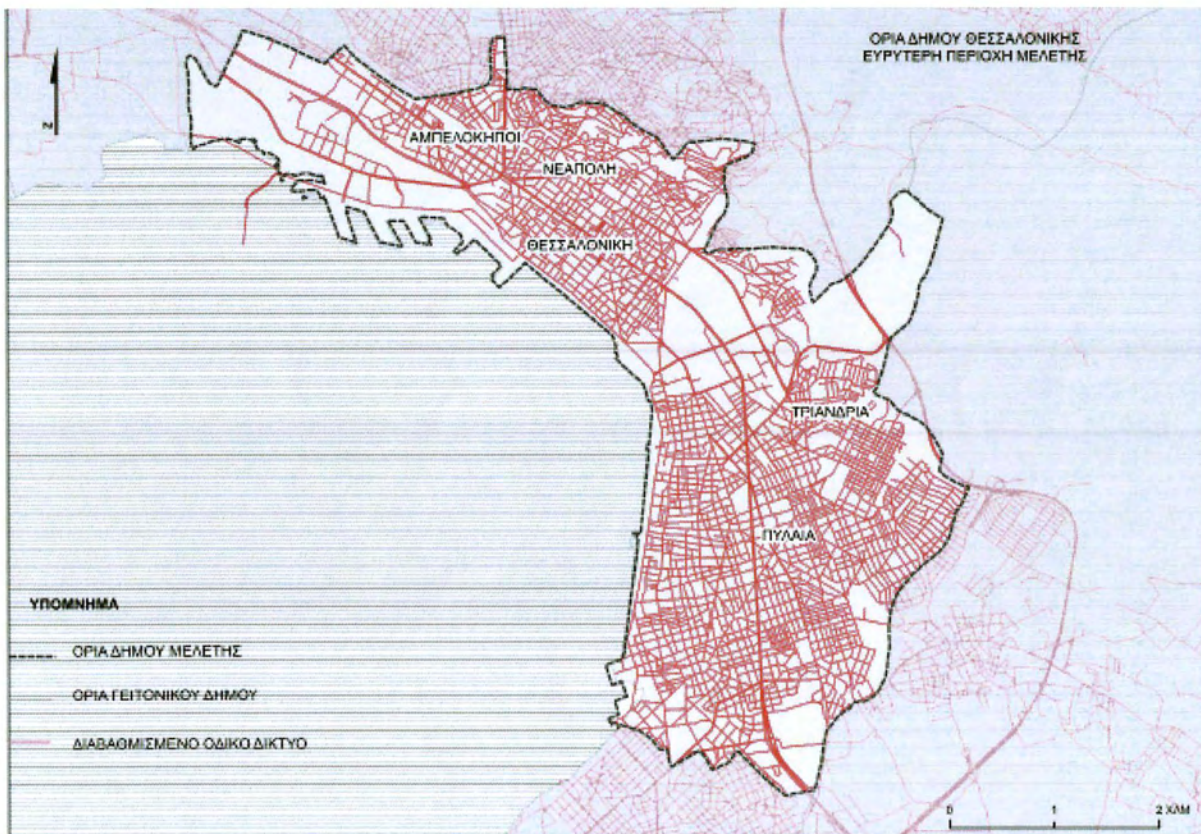 ΟΡΙΑ ΔΗΜΟΥ ΘΕΣΣΑΛΟΝΙΚΗΣ
ΕΥΡΥΤΕΡΗ ΠΕΡΙΟΧΗ ΜΕΛΕΤΗΣ
Z
ΑΜΠΕΛΟΚΗΠΟΙ
ΝΕΑΠΟΛΗ
ΘΕΣΣΑΛΟΝΙΚΗ
ΤΡΙΑΝΔΡΙΑ
ΠΥΛΑΙΑ
ΥΠΟΜΝΗΜΑ
ΟΡΙΑ ΔΗΜΟΥ ΜΕΛΕΤΗΣ
ΟΡΙΑ ΓΕΙΤΟΝΙΚΟΥ ΔΗΜΟΥ
ΔΙΑΒΑΘΜΙΣΜΕΝΟ ΟΔΙΚΟ ΔΙΚΤΥΟ
0 1 2 ΧΛΜ